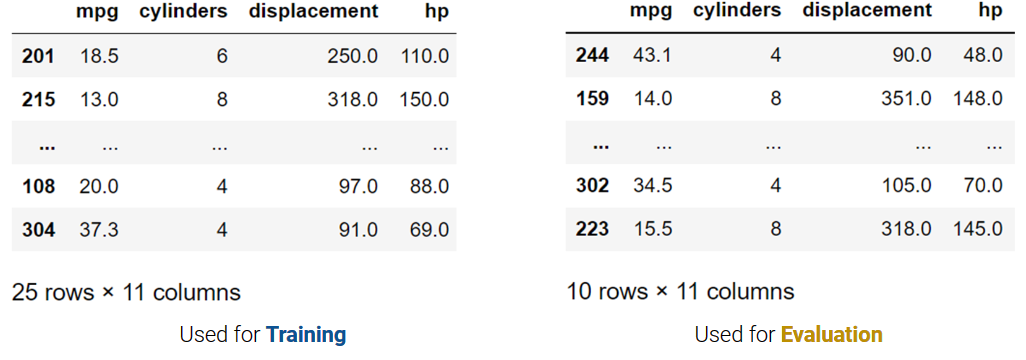 mpg cylinders displacement hp
201 18.5 6 250.0 110.0
215 13.0 8 318.0 150.0
... ... ... ... ...
108 20.0 4 97.0 88.0
304 37.3 4 91.0 69.0
25 rows × 11 columns
Used for Training
mpg cylinders displacement hp
244 43.1 4 90.0 48.0
159 14.0 8 351.0 148.0
... ... ... ... ...
302 34.5 4 105.0 70.0
223 15.5 8 318.0 145.0
10 rows × 11 columns
Used for Evaluation